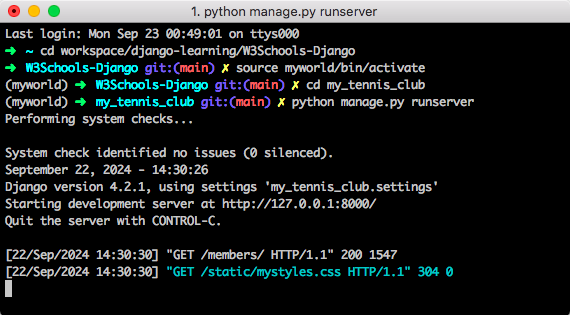 1. python manage.py runserver
Last login: Mon Sep 23 00:49:01 on ttys000
➜ ~ cd workspace/django-learning/W3Schools-Django
➜ W3Schools-Django git:(main) ✗ source myworld/bin/activate
(myworld) ➜ W3Schools-Django git:(main) ✗ cd my_tennis_club
(myworld) ➜ my_tennis_club git:(main) ✗ python manage.py runserver
Performing system checks...
System check identified no issues (0 silenced).
September 22, 2024 - 14:30:26
Django version 4.2.1, using settings 'my_tennis_club.settings'
Starting development server at http://127.0.0.1:8000/
Quit the server with CONTROL-C.
[22/Sep/2024 14:30:30] "GET /members/ HTTP/1.1" 200 1547
[22/Sep/2024 14:30:30] "GET /static/mystyles.css HTTP/1.1" 304 0